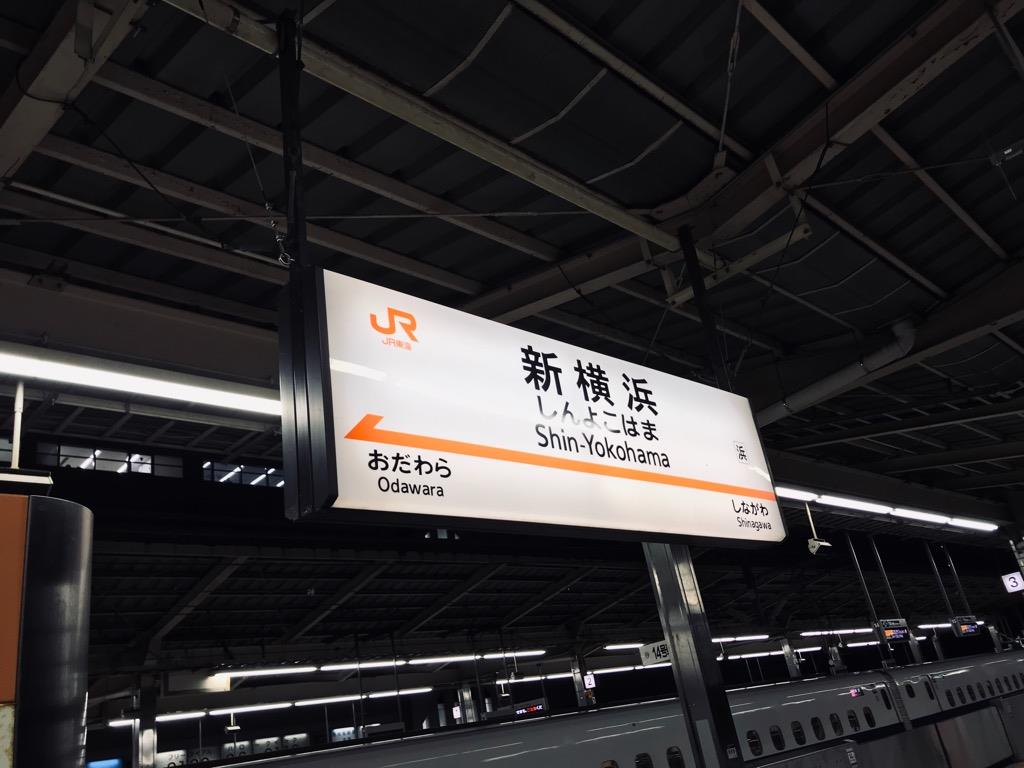 JR
JR東海
新横浜
しんよこはま
Shin-Yokohama
浜
おだわら
Odawara
しながわ
Shinagawa
3
2